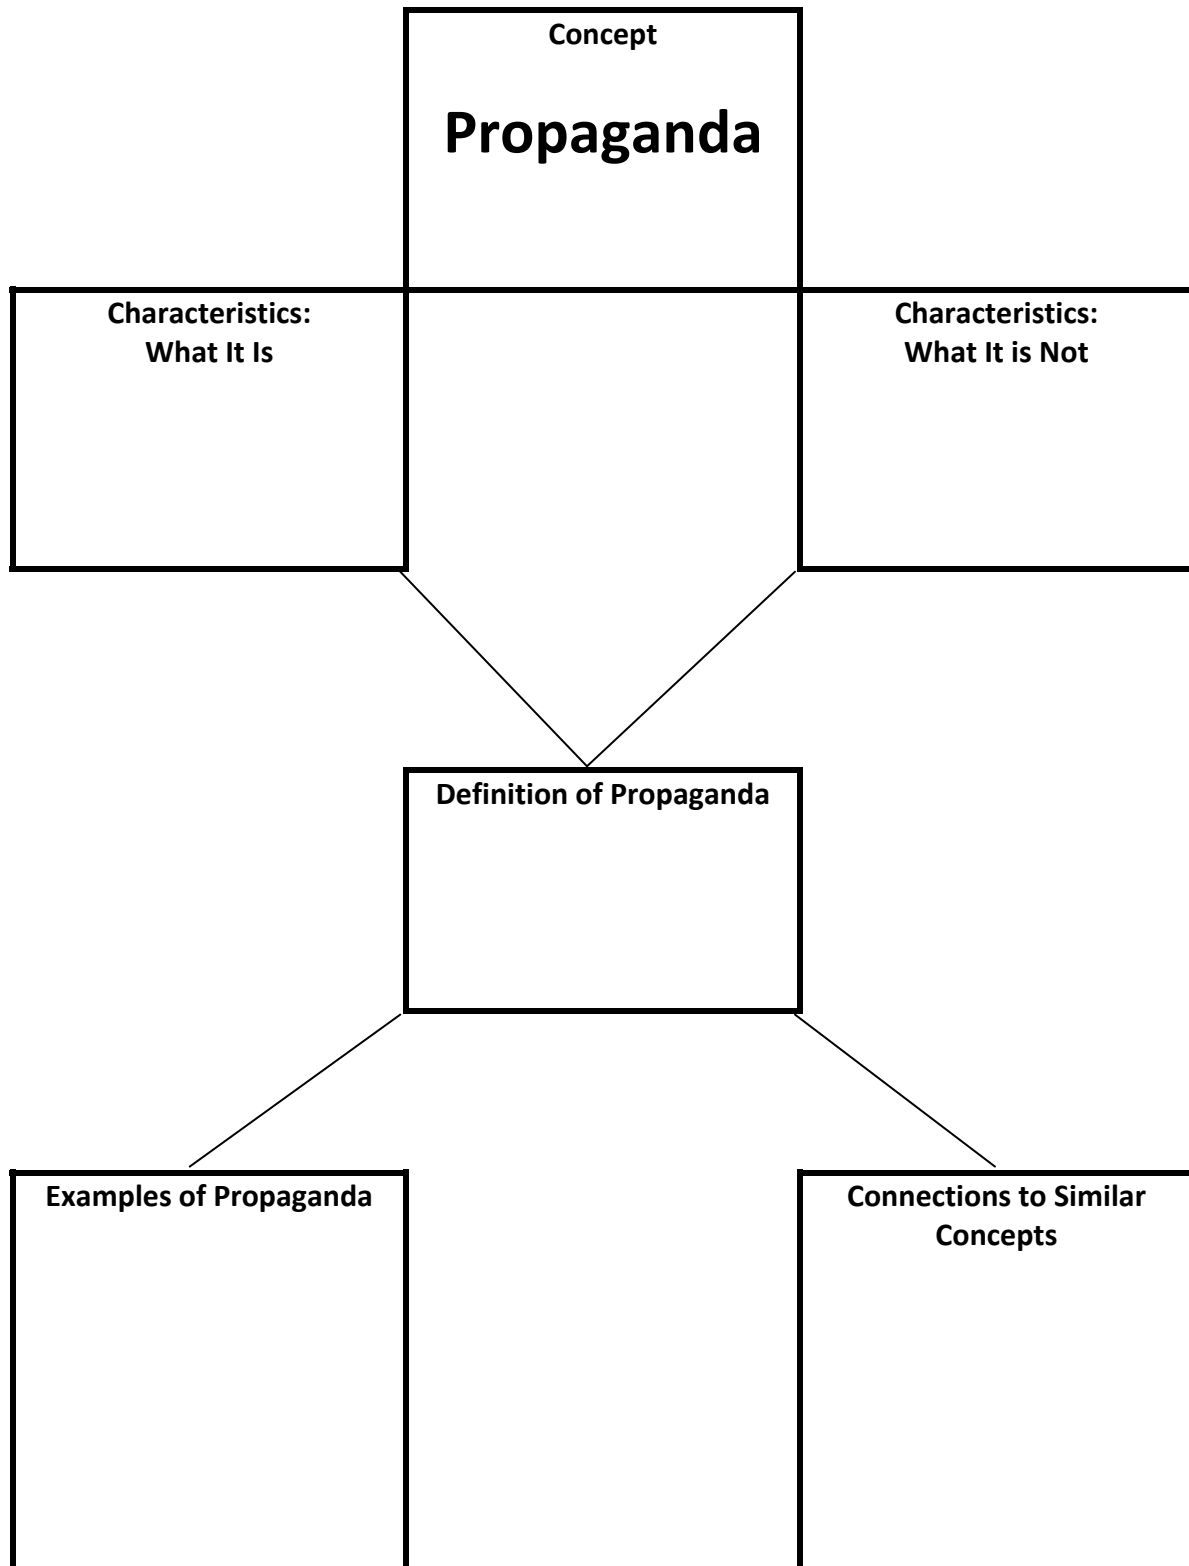 Concept
Propaganda
Characteristics:
What It Is
Characteristics:
What It is Not
Definition of Propaganda
Examples of Propaganda
Connections to Similar
Concepts